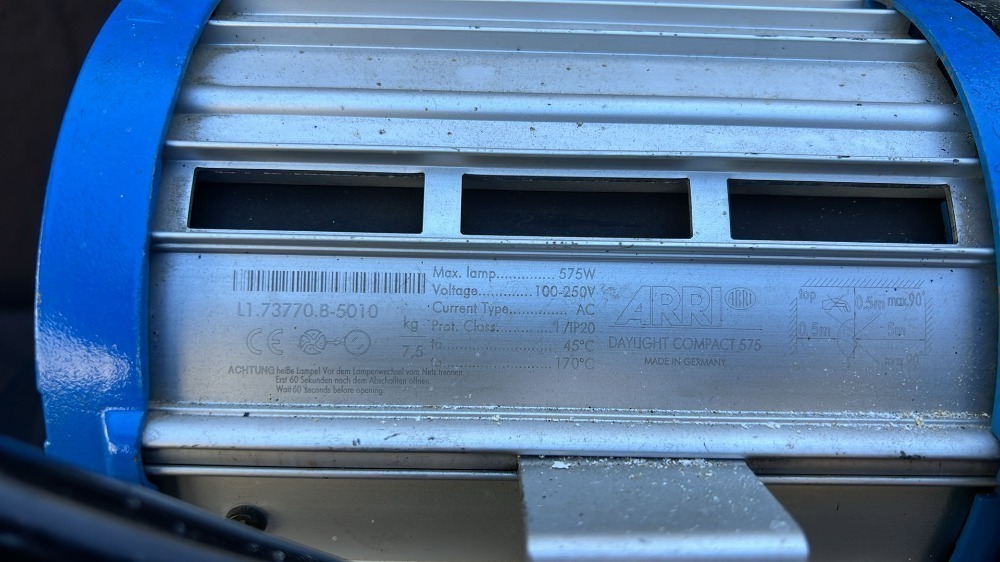 L1.73770.B-5010
kg
7,5
Max. lamp.............. 575W
Voltage............. 100-250V
Current Type............. AC
Prot. Class............. I/IP20
ta.............. 45°C
170°C
ARRI
ARRI
DAYLIGHT COMPACT 575
MADE IN GERMANY
top
0,5m max.90°
0,5m
CE
ACHTUNG heiße Lampe! Vor dem Lampenwechsel vom Netz trennen.
Erst 60 Sekunden nach dem Abschalten öffnen.
Wait 60 Seconds before opening.